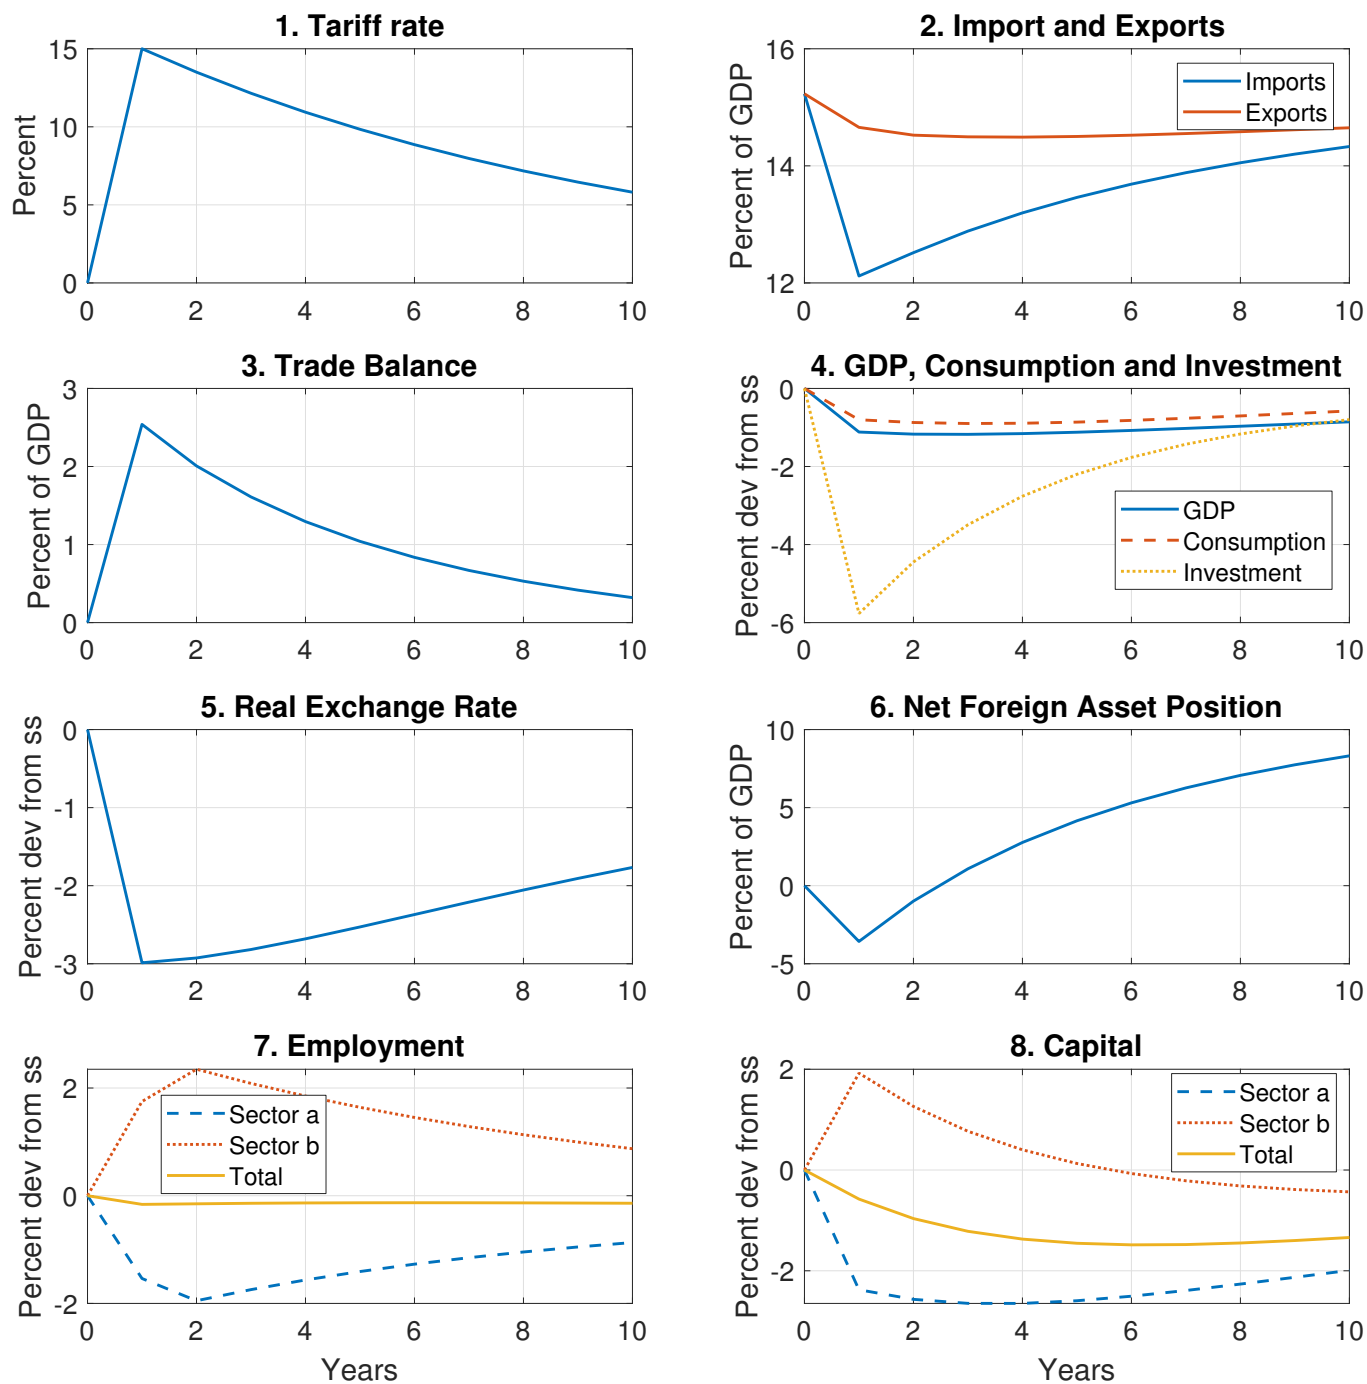 1. Tariff rate
Percent
15
10
5
0
0 2 4 6 8 10
2. Import and Exports
Percent of GDP
16
14
12
Imports
Exports
0 2 4 6 8 10
3. Trade Balance
Percent of GDP
3
2
1
0
0 2 4 6 8 10
4. GDP, Consumption and Investment
Percent dev from ss
0
-2
-4
-6
GDP
Consumption
Investment
0 2 4 6 8 10
5. Real Exchange Rate
Percent dev from ss
0
-1
-2
-3
0 2 4 6 8 10
6. Net Foreign Asset Position
Percent of GDP
10
5
0
-5
0 2 4 6 8 10
7. Employment
Percent dev from ss
2
0
-2
Sector a
Sector b
Total
0 2 4 6 8 10
Years
8. Capital
Percent dev from ss
2
0
-2
Sector a
Sector b
Total
0 2 4 6 8 10
Years